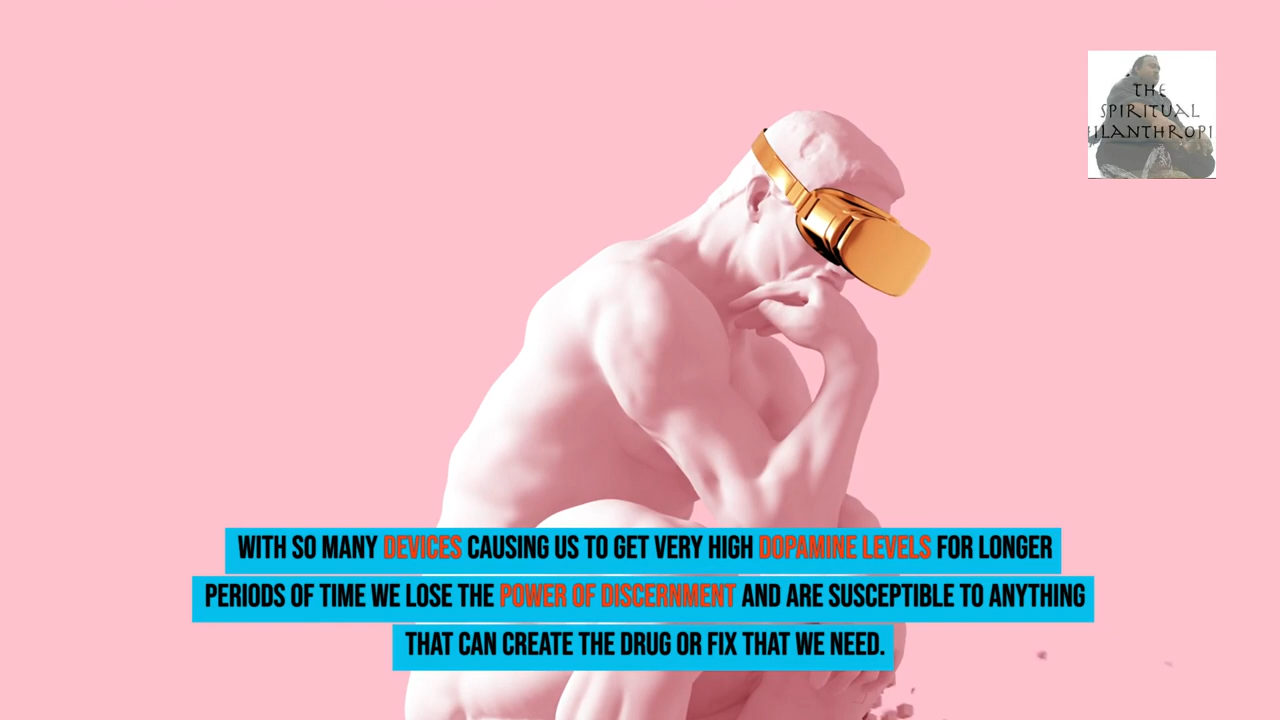 THE
SPIRITUAL
ILANTHROPI
WITH SO MANY DEVICES CAUSING US TO GET VERY HIGH DOPAMINE LEVELS FOR LONGER
PERIODS OF TIME WE LOSE THE POWER OF DISCERNMENT AND ARE SUSCEPTIBLE TO ANYTHING
THAT CAN CREATE THE DRUG OR FIX THAT WE NEED.